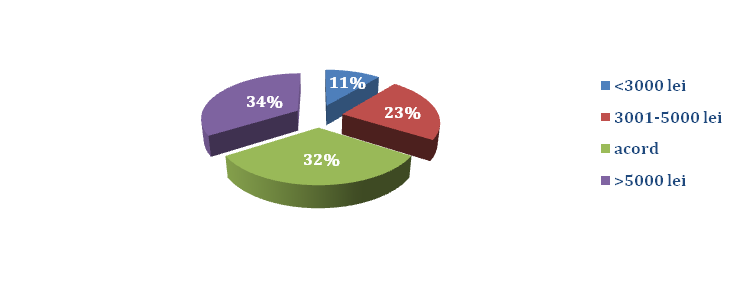 11%
23%
32%
34%
<3000 lei
3001-5000 lei
acord
>5000 lei